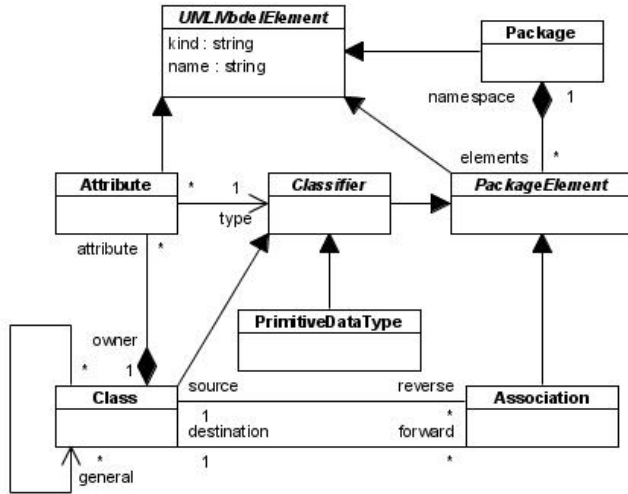 UMLModelElement
kind : string
name : string
Package
namespace 1
elements *
Attribute
* 1
type
Classifier
PackageElement
attribute *
PrimitiveDataType
owner
* 1
Class
source reverse
1 *
destination forward
1 *
Association
*
general